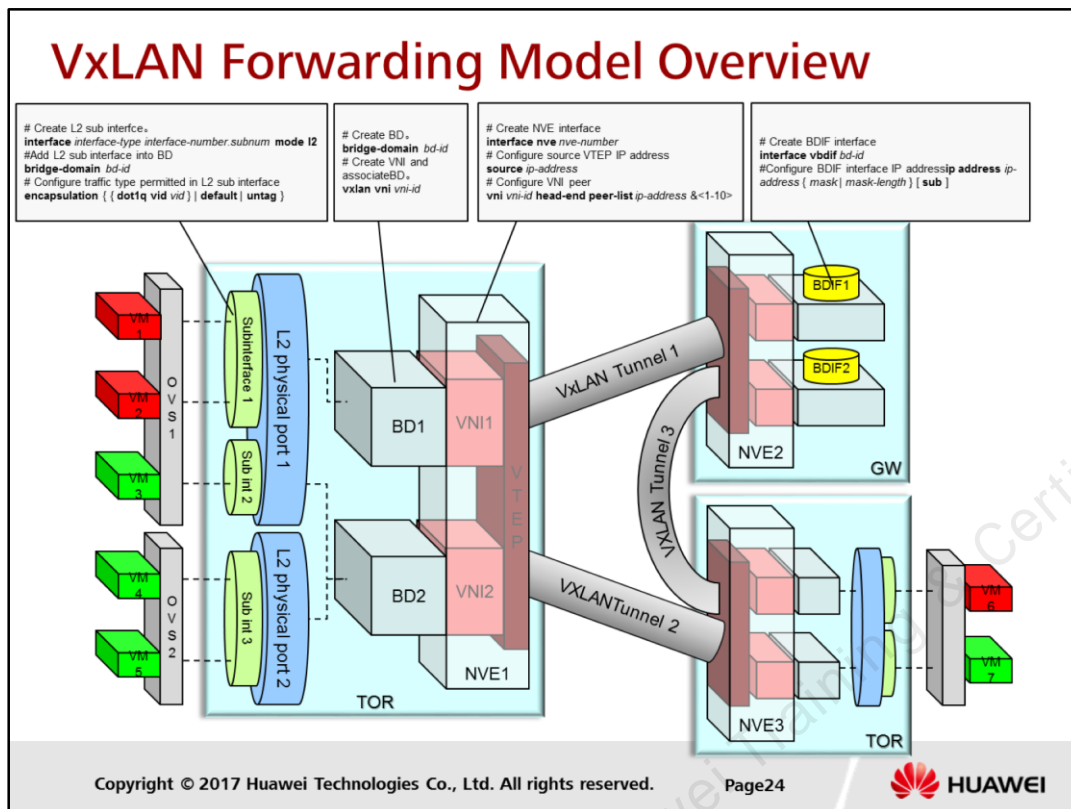 VxLAN Forwarding Model Overview
# Create L2 sub interfce。
interface interface-type interface-number.subnum mode l2
#Add L2 sub interface into BD
bridge-domain bd-id
# Configure traffic type permitted in L2 sub interface
encapsulation { { dot1q vid vid } | default | untag }
# Create BD。
bridge-domain bd-id
# Create VNI and
associateBD。
vxlan vni vni-id
# Create NVE interface
interface nve nve-number
# Configure source VTEP IP address
source ip-address
# Configure VNI peer
vni vni-id head-end peer-list ip-address &<1-10>
# Create BDIF interface
interface vbdif bd-id
#Configure BDIF interface IP addressip address ip-
address { mask | mask-length } [ sub ]
VM
1
VM
2
VM
3
VM
4
VM
5
OVS1
OVS2
Subinterface 1
Sub int 2
Sub int 3
L2 physical port 1
L2 physical port 2
BD1
VNI1
BD2
VNI2
VTEP
NVE1
TOR
VxLAN Tunnel 1
VXLAN Tunnel 3
VXLANTunnel 2
BDIF1
BDIF2
NVE2
GW
NVE3
TOR
VM
6
VM
7
ei Training & Certi
Copyright © 2017 Huawei Technologies Co., Ltd. All rights reserved.
Page24
HUAWEI